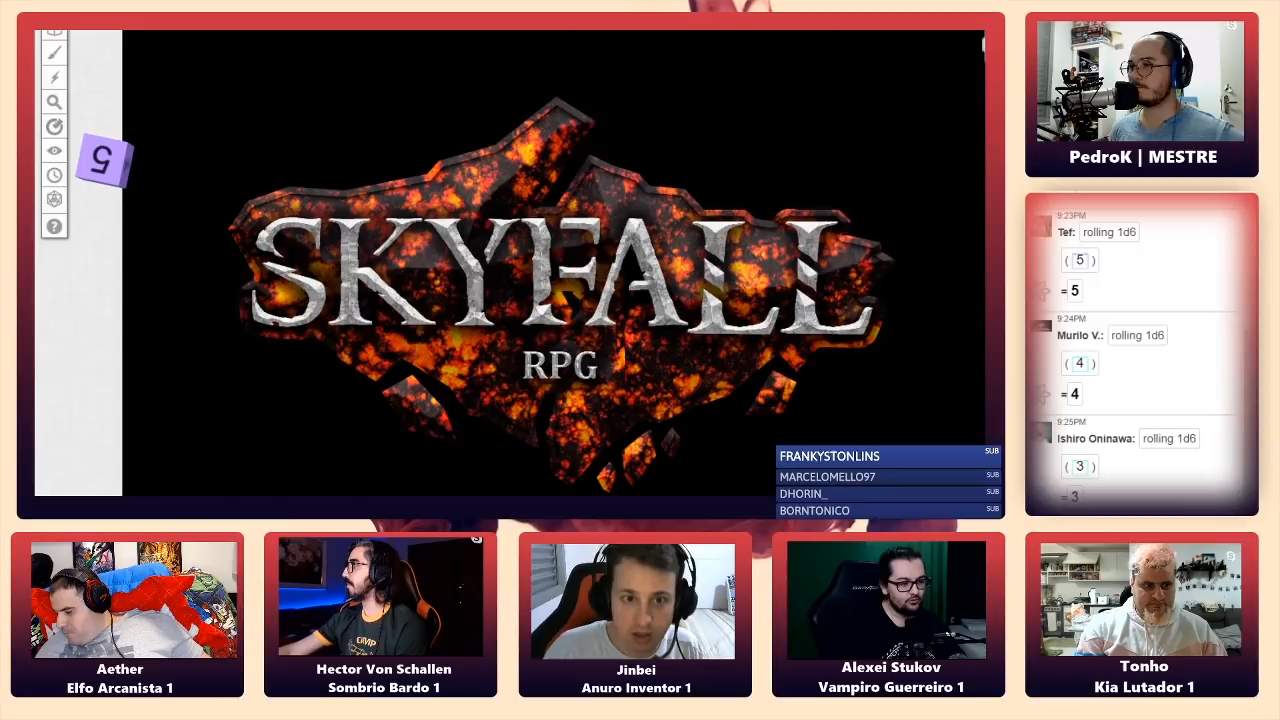 5
SKYFALL
RPG
FRANKYSTONLINS SUB
MARCELOMELLO97 SUB
DHORIN_ SUB
BORNTONICO SUB
PedroK | MESTRE
9:23PM
Tef: rolling 1d6
( 5 )
= 5
9:24PM
Murilo V.: rolling 1d6
( 4 )
= 4
9:25PM
Ishiro Oninawa: rolling 1d6
( 3 )
= 3
Aether
Elfo Arcanista 1
Hector Von Schallen
Sombrio Bardo 1
Jinbei
Anuro Inventor 1
Alexei Stukov
Vampiro Guerreiro 1
Tonho
Kia Lutador 1